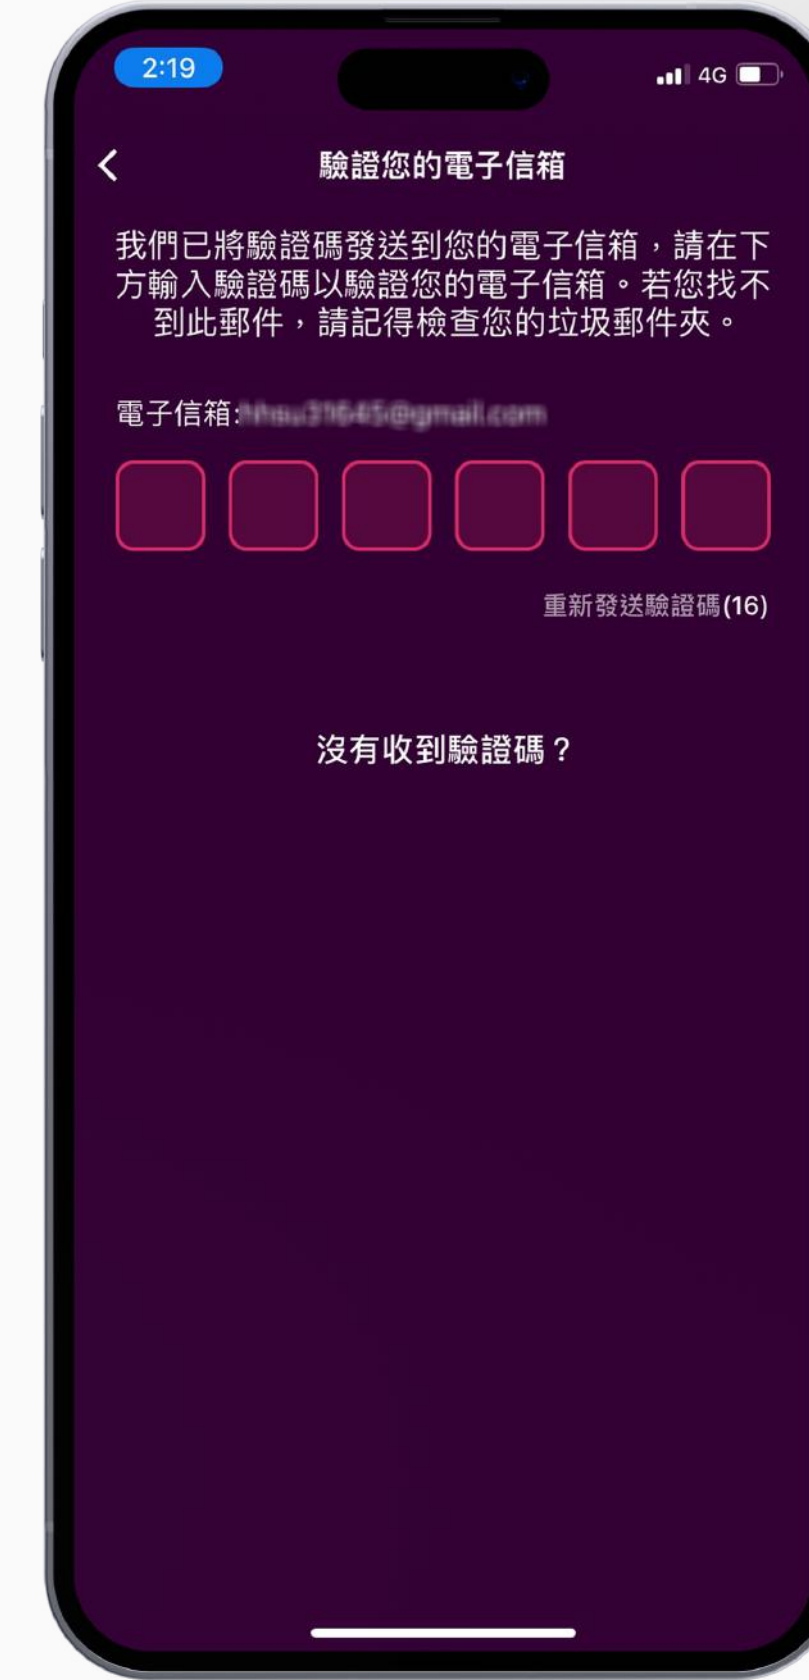 2:19
4G
驗證您的電子信箱
我們已將驗證碼發送到您的電子信箱，請在下
方輸入驗證碼以驗證您的電子信箱。若您找不
到此郵件，請記得檢查您的垃圾郵件夾。
電子信箱:
重新發送驗證碼(16)
沒有收到驗證碼？